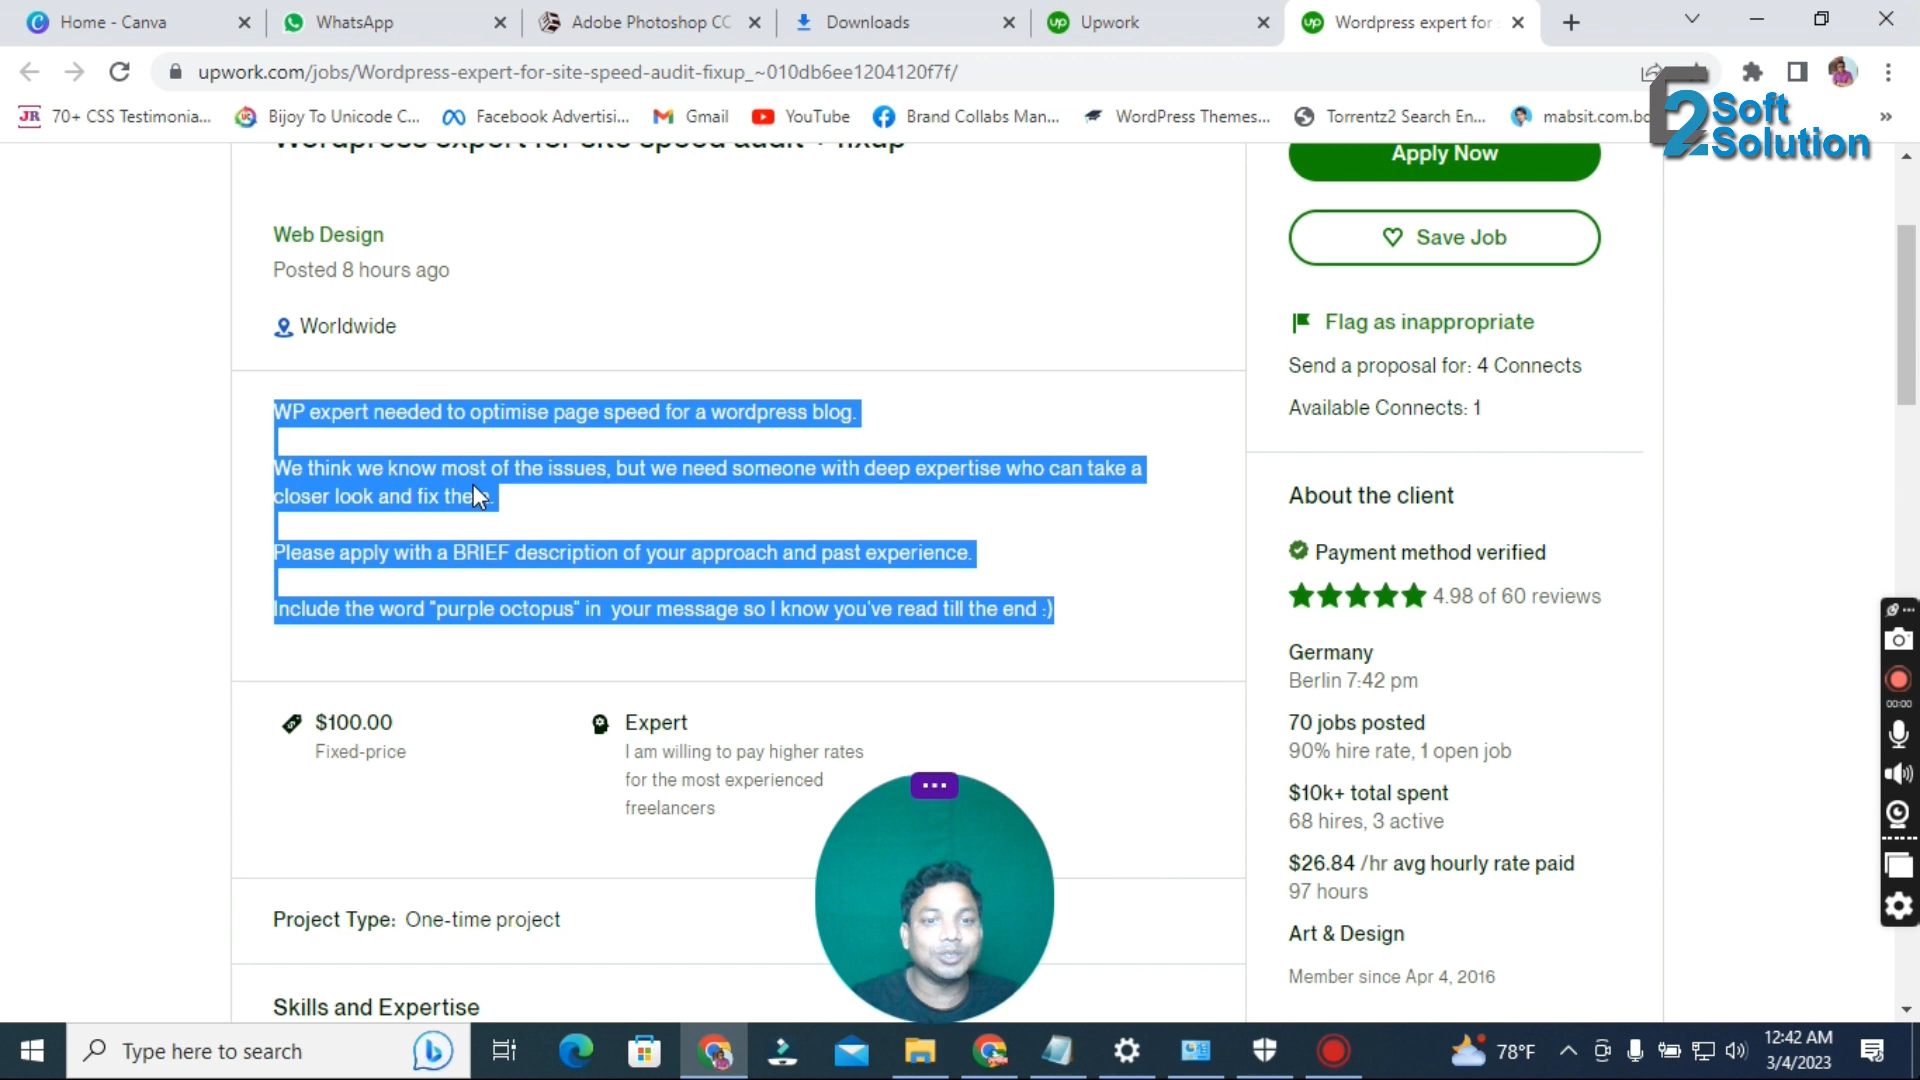 Home - Canva
WhatsApp
Adobe Photoshop CC
Downloads
Upwork
Wordpress expert for
upwork.com/jobs/Wordpress-expert-for-site-speed-audit-fixup_~010db6ee1204120f7f/
70+ CSS Testimonia...
Bijoy To Unicode C...
Facebook Advertisi...
Gmail
YouTube
Brand Collabs Man...
WordPress Themes...
Torrentz2 Search En...
mabsit.com.bd
»
2 Soft
Solution
Wordpress expert for site speed audit + fixup
Web Design
Posted 8 hours ago
Worldwide
WP expert needed to optimise page speed for a wordpress blog.
We think we know most of the issues, but we need someone with deep expertise who can take a
closer look and fix
Please apply with a BRIEF description of your approach and past experience.
Include the word "purple octopus" in your message so I know you've read till the end :)
$100.00
Fixed-price
Expert
I am willing to pay higher rates
for the most experienced
freelancers
Project Type: One-time project
Skills and Expertise
Apply Now
Save Job
Flag as inappropriate
Send a proposal for: 4 Connects
Available Connects: 1
About the client
Payment method verified
4.98 of 60 reviews
Germany
Berlin 7:42 pm
70 jobs posted
90% hire rate, 1 open job
$10k+ total spent
68 hires, 3 active
$26.84 /hr avg hourly rate paid
97 hours
Art & Design
Member since Apr 4, 2016
00:00
Type here to search
78°F
12:42 AM
3/4/2023